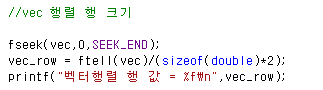 //vec 행렬 행 크기
fseek(vec,0,SEEK_END);
vec_row = ftell(vec)/(sizeof(double)*2);
printf("벡터행렬 행 값 = %f₩n",vec_row);